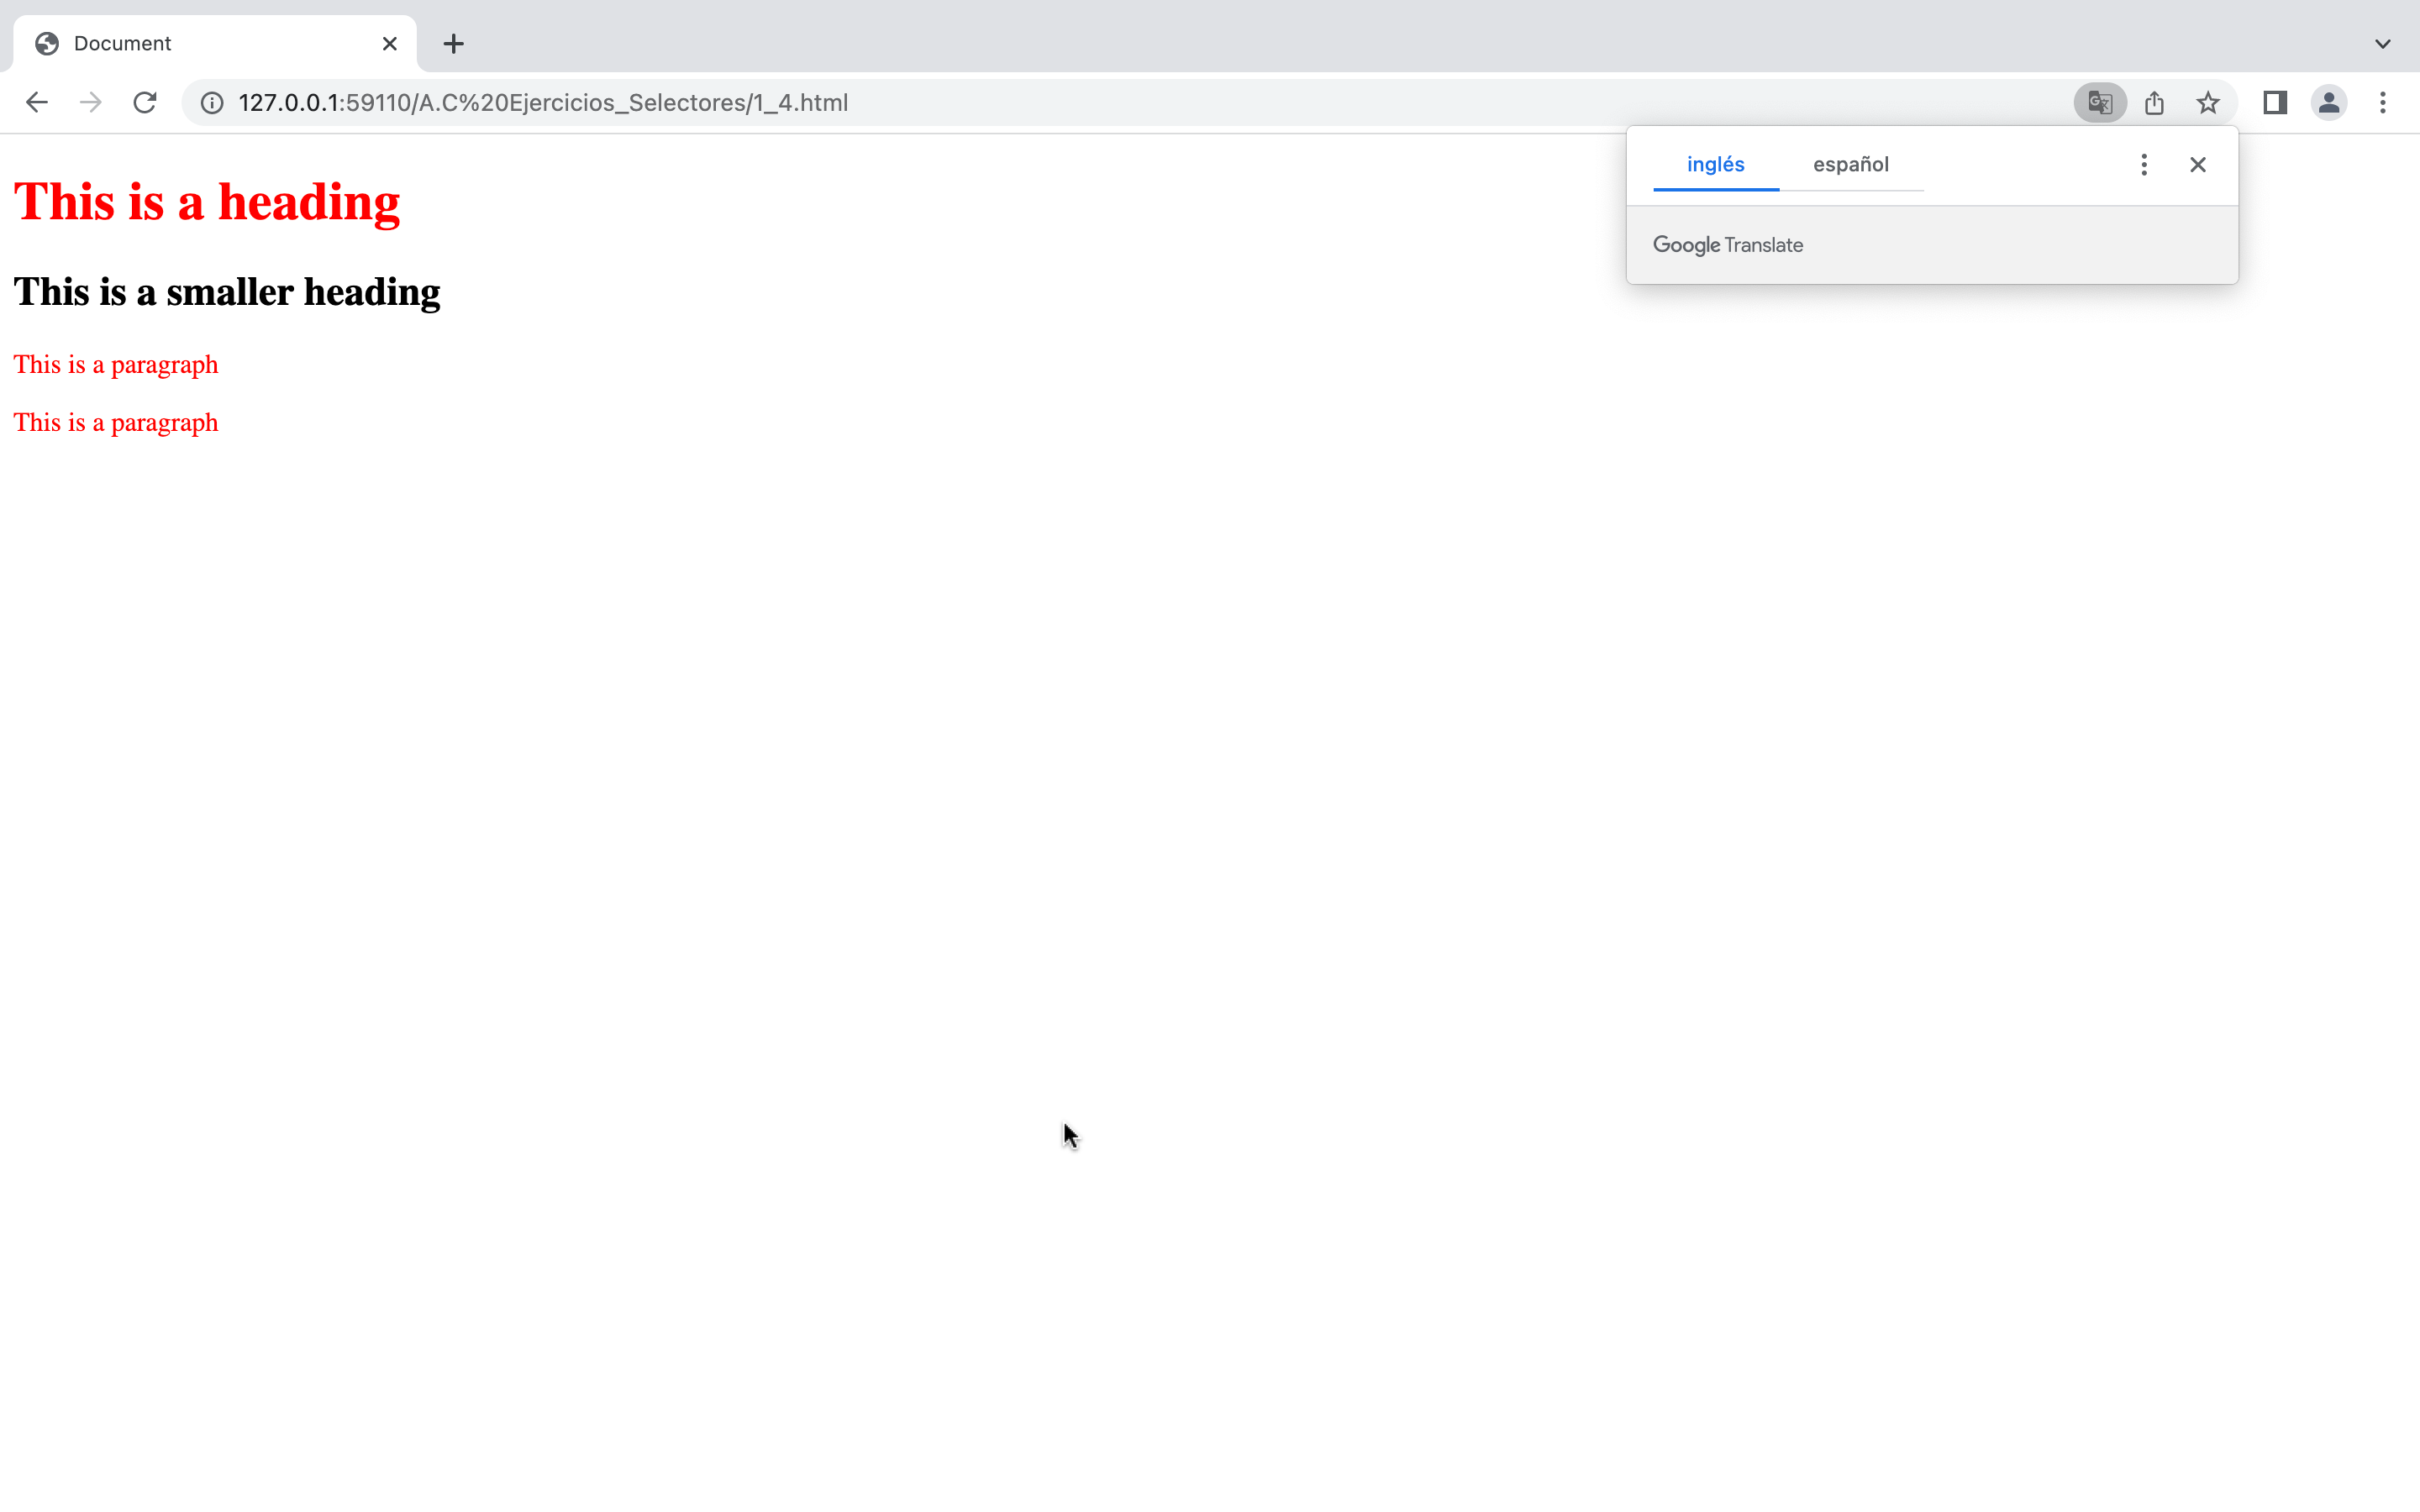 Document
127.0.0.1:59110/A.C%20Ejercicios_Selectores/1_4.html
inglés español
Google Translate
This is a heading
This is a smaller heading
This is a paragraph
This is a paragraph